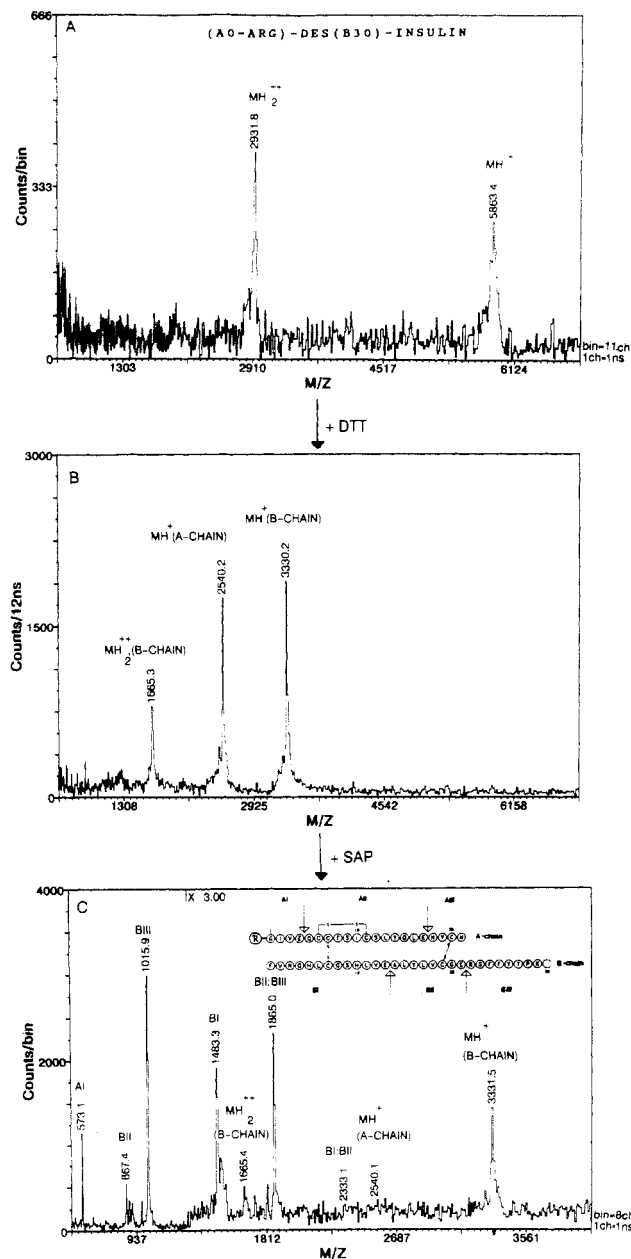 666
A
(A0-ARG)-DES(B30)-INSULIN
MH2++
2931.8
MH+
5863.4
Counts/bin
333
0
1303
2910
4517
6124
bin=11ch
1ch=1ns
M/Z
+ DTT
3000
B
MH+(B-CHAIN)
MH+(A-CHAIN)
3330.2
2540.2
MH2++(B-CHAIN)
1665.3
Counts/12ns
1500
0
1308
2925
4542
6158
M/Z
+ SAP
4000
C
X 3.00
AI
AII
AIII
A-CHAIN
B-CHAIN
BIII
1015.9
BII:BIII
1865.0
BI
1483.3
MH+
(B-CHAIN)
3331.5
Counts/bin
2000
AI
573.1
MH2++
(B-CHAIN)
1665.4
MH+
(A-CHAIN)
BII
867.4
BI:BII
2333.1
2540.1
0
937
1812
2687
3561
bin=8ch
1ch=1ns
M/Z